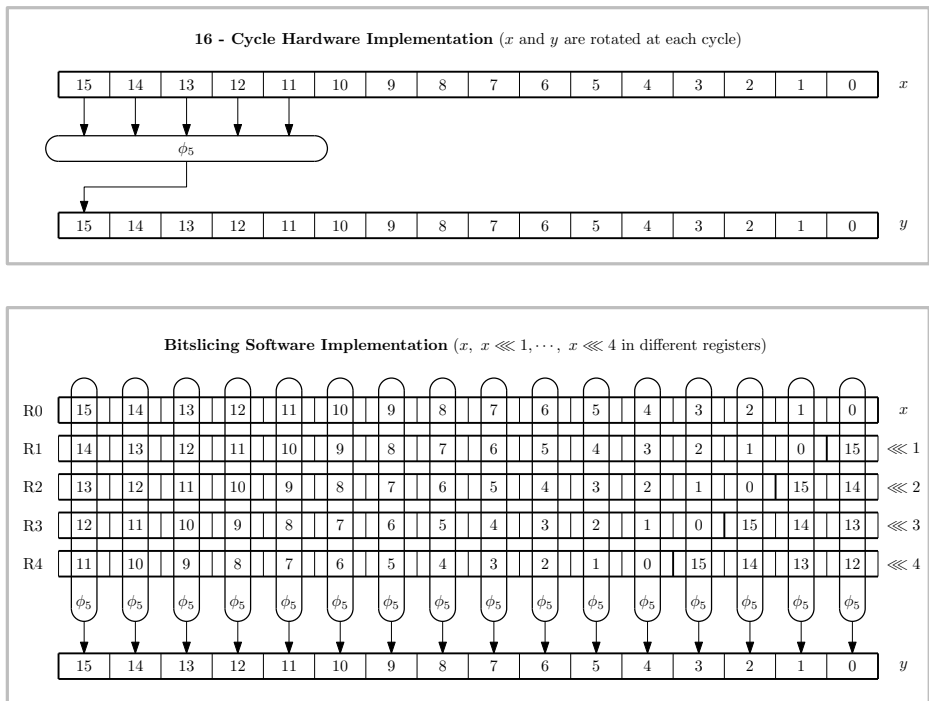 16 - Cycle Hardware Implementation (x and y are rotated at each cycle)
15 14 13 12 11 10 9 8 7 6 5 4 3 2 1 0 x
ϕ₅
15 14 13 12 11 10 9 8 7 6 5 4 3 2 1 0 y
Bitslicing Software Implementation (x, x ⋘ 1, ⋯, x ⋘ 4 in different registers)
R0 15 14 13 12 11 10 9 8 7 6 5 4 3 2 1 0 x
R1 14 13 12 11 10 9 8 7 6 5 4 3 2 1 0 15 ⋘ 1
R2 13 12 11 10 9 8 7 6 5 4 3 2 1 0 15 14 ⋘ 2
R3 12 11 10 9 8 7 6 5 4 3 2 1 0 15 14 13 ⋘ 3
R4 11 10 9 8 7 6 5 4 3 2 1 0 15 14 13 12 ⋘ 4
ϕ₅ ϕ₅ ϕ₅ ϕ₅ ϕ₅ ϕ₅ ϕ₅ ϕ₅ ϕ₅ ϕ₅ ϕ₅ ϕ₅ ϕ₅ ϕ₅ ϕ₅ ϕ₅
15 14 13 12 11 10 9 8 7 6 5 4 3 2 1 0 y